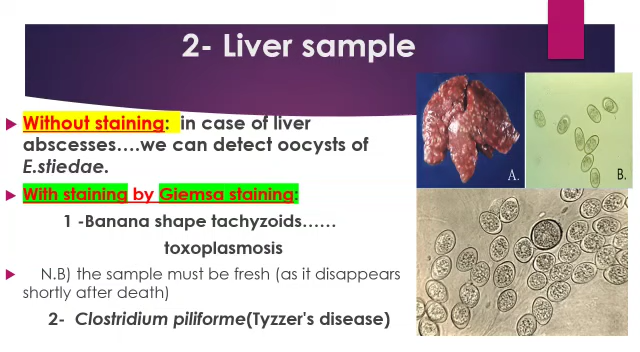 2- Liver sample
Without staining: in case of liver
abscesses....we can detect oocysts of
E.stiedae.
With staining by Giemsa staining:
1 -Banana shape tachyzoids......
toxoplasmosis
N.B) the sample must be fresh (as it disappears
shortly after death)
2- Clostridium piliforme(Tyzzer's disease)
A.
B.